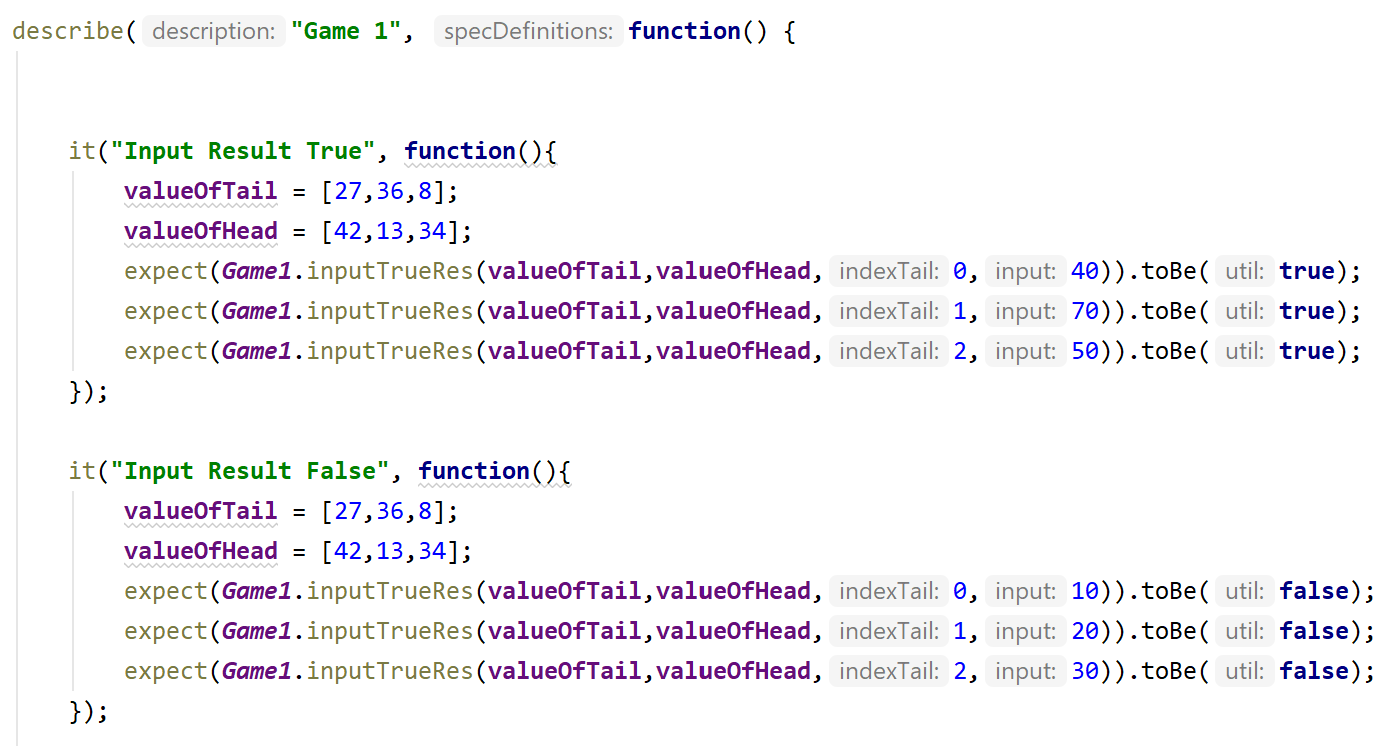 describe( description: "Game 1", specDefinitions: function() {
it("Input Result True", function(){
valueOfTail = [27,36,8];
valueOfHead = [42,13,34];
expect(Game1.inputTrueRes(valueOfTail,valueOfHead, indexTail: 0, input: 40)).toBe( util: true);
expect(Game1.inputTrueRes(valueOfTail,valueOfHead, indexTail: 1, input: 70)).toBe( util: true);
expect(Game1.inputTrueRes(valueOfTail,valueOfHead, indexTail: 2, input: 50)).toBe( util: true);
});
it("Input Result False", function(){
valueOfTail = [27,36,8];
valueOfHead = [42,13,34];
expect(Game1.inputTrueRes(valueOfTail,valueOfHead, indexTail: 0, input: 10)).toBe( util: false);
expect(Game1.inputTrueRes(valueOfTail,valueOfHead, indexTail: 1, input: 20)).toBe( util: false);
expect(Game1.inputTrueRes(valueOfTail,valueOfHead, indexTail: 2, input: 30)).toBe( util: false);
});